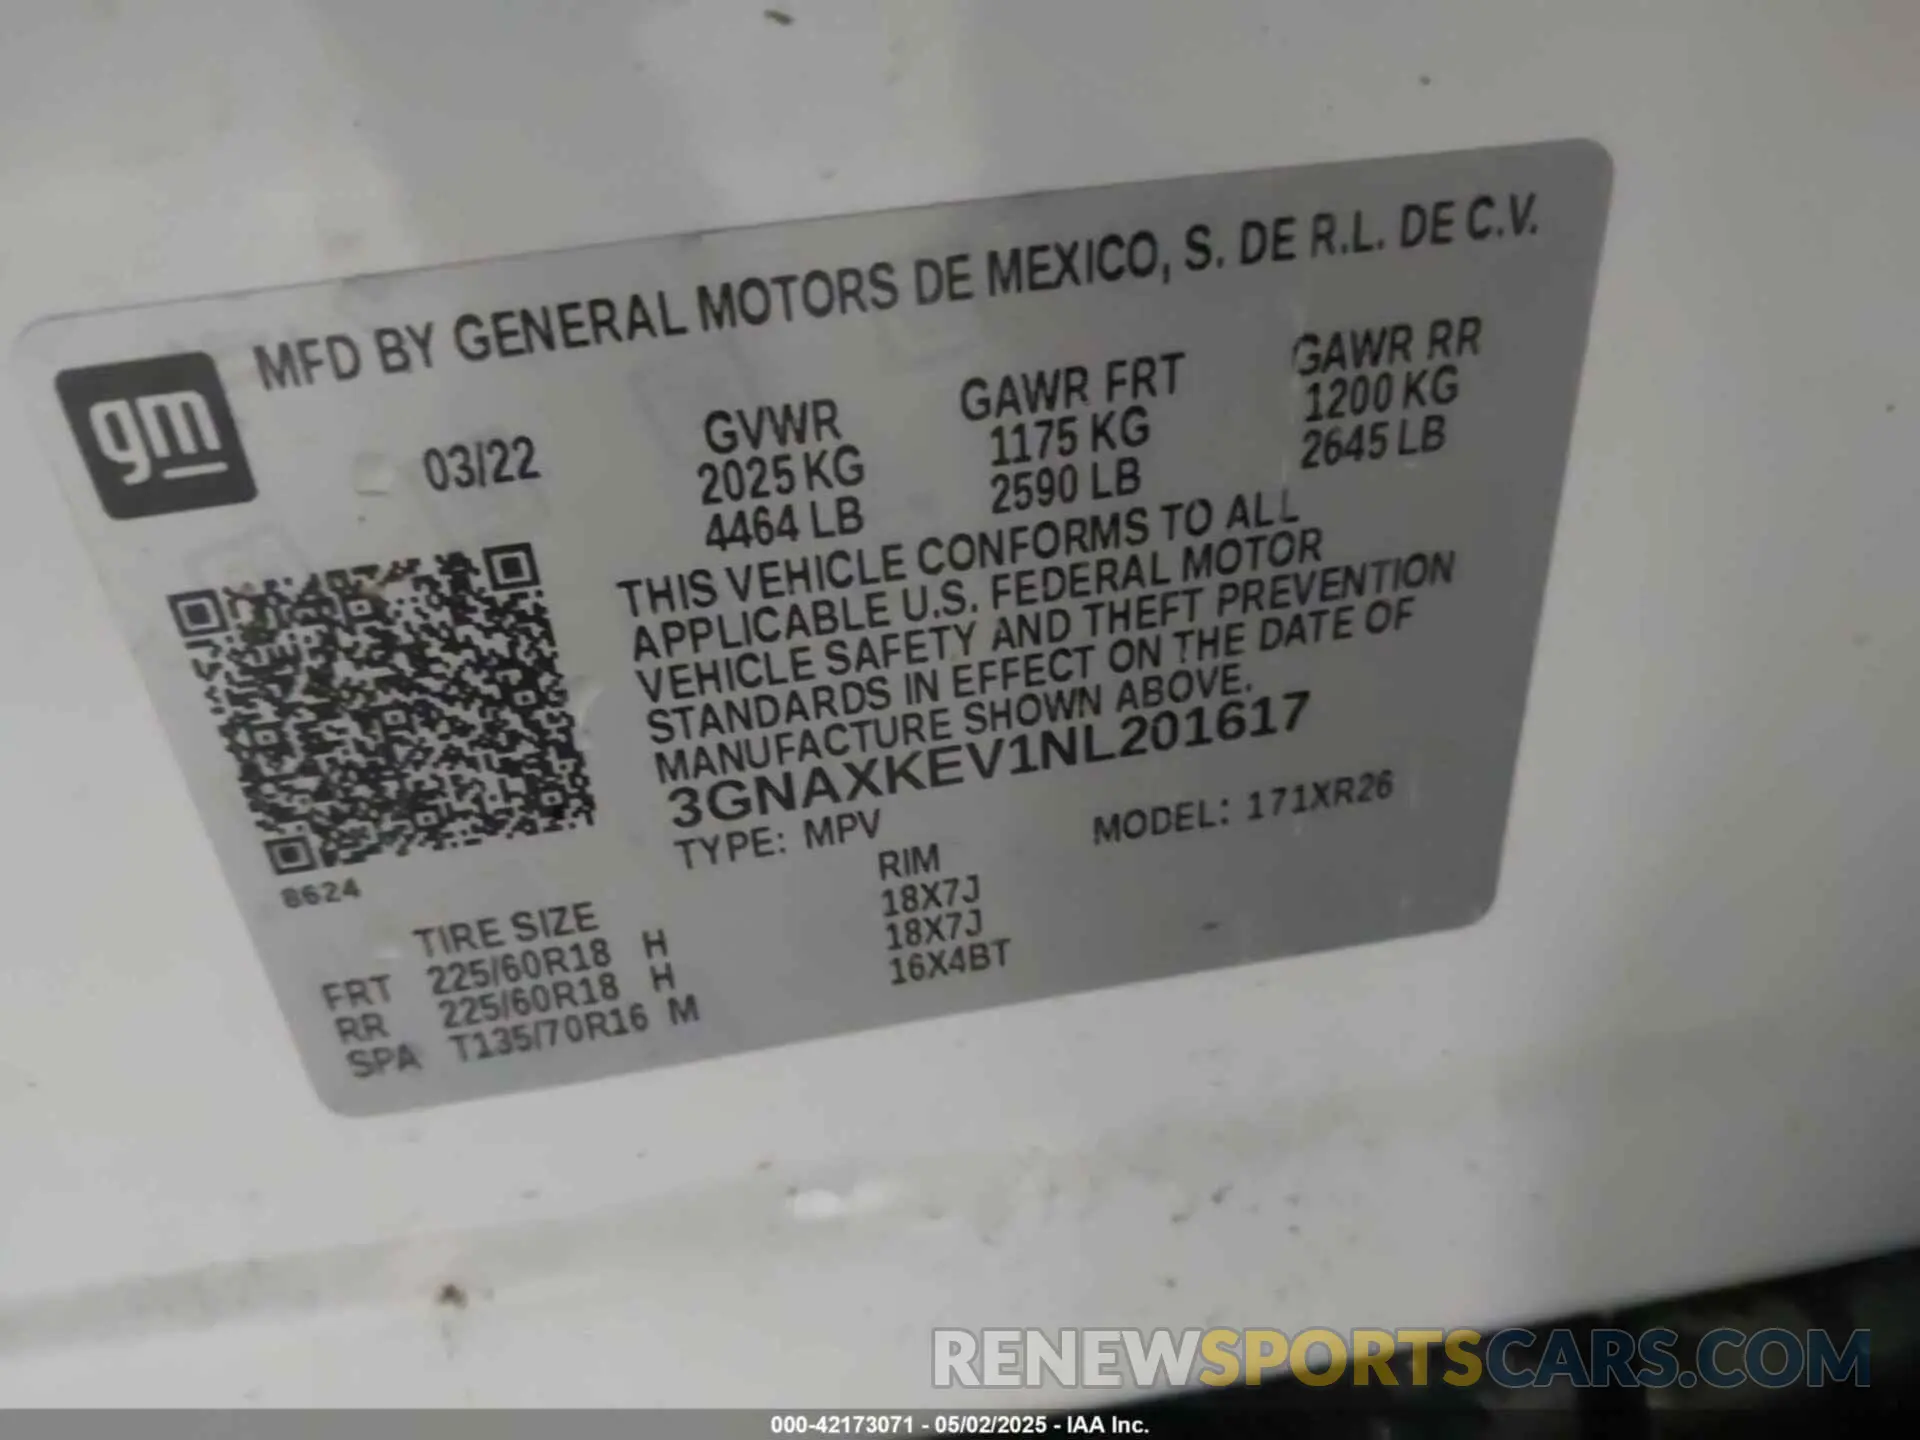 MFD BY GENERAL MOTORS DE MEXICO, S. DE R.L. DE C.V.
gm
03/22
GVWR GAWR FRT GAWR RR
2025 KG 1175 KG 1200 KG
4464 LB 2590 LB 2645 LB
THIS VEHICLE CONFORMS TO ALL
APPLICABLE U.S. FEDERAL MOTOR
VEHICLE SAFETY AND THEFT PREVENTION
STANDARDS IN EFFECT ON THE DATE OF
MANUFACTURE SHOWN ABOVE.
3GNAXKEV1NL201617
TYPE: MPV MODEL: 171XR26
8624
TIRE SIZE RIM
FRT 225/60R18 H 18X7J
RR 225/60R18 H 18X7J
SPA T135/70R16 M 16X4BT
RENEWSPORTSCARS.COM
000-42173071 - 05/02/2025 - IAA Inc.